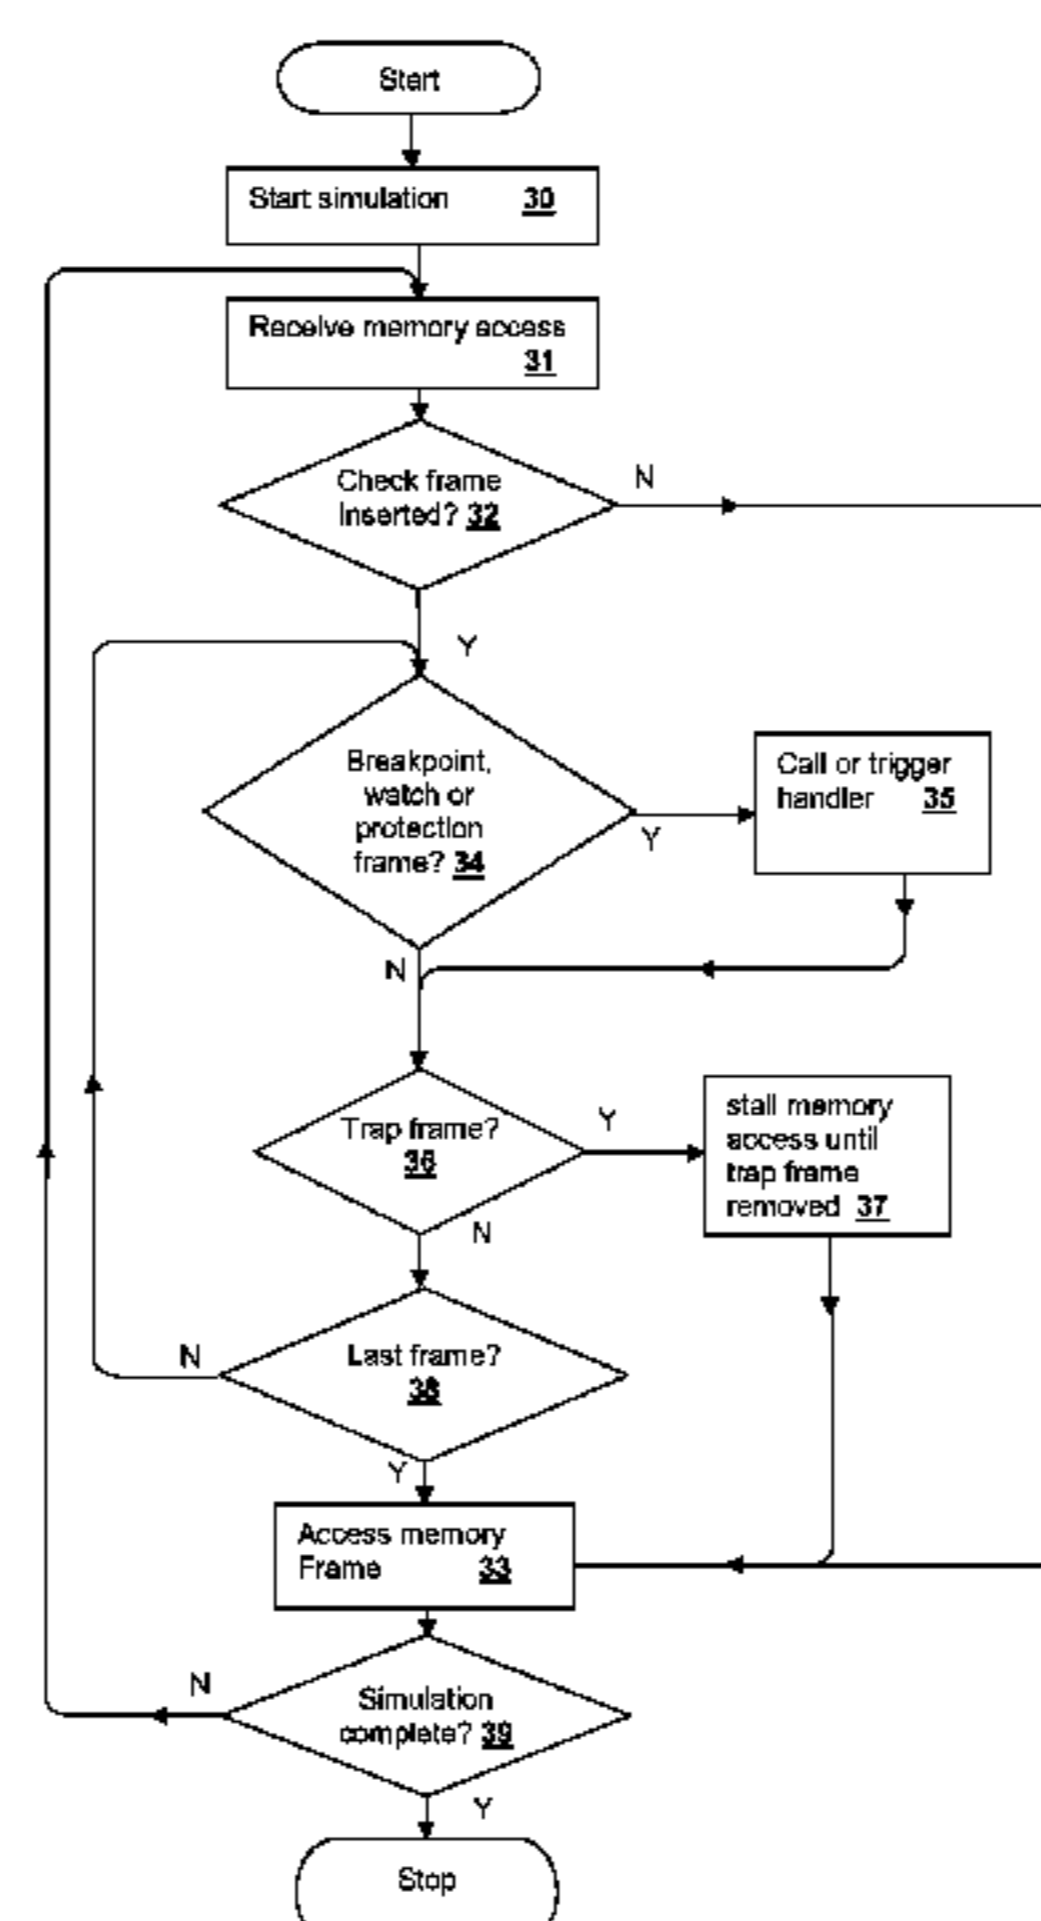 Start
Start simulation 30
Receive memory access
31
Check frame
Inserted? 32
N
Y
Breakpoint,
watch or
protection
frame? 34
Y
Call or trigger
handler 35
N
Trap frame?
36
Y
stall memory
access until
trap frame
removed 37
N
Last frame?
38
N
Y
Access memory
Frame 33
Simulation
complete? 39
N
Y
Stop